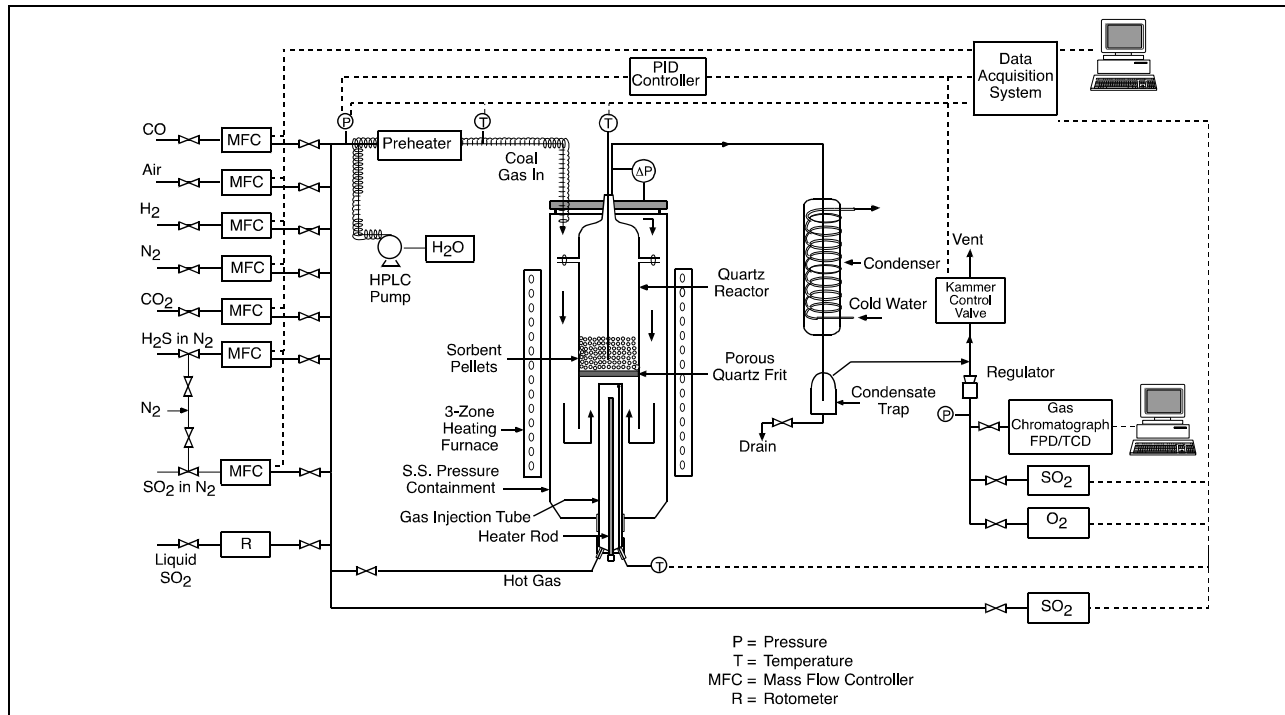 CO
MFC
Air
MFC
H2
MFC
N2
MFC
CO2
MFC
H2S in N2
MFC
N2
SO2 in N2
MFC
Liquid
SO2
R
P
Preheater
T
Coal
Gas In
H2O
HPLC
Pump
PID
Controller
Data
Acquisition
System
T
ΔP
Quartz
Reactor
Sorbent
Pellets
Porous
Quartz Frit
3-Zone
Heating
Furnace
S.S. Pressure
Containment
Gas Injection Tube
Heater Rod
Hot Gas
T
Condenser
Cold Water
Condensate
Trap
Drain
Vent
Kammer
Control
Valve
Regulator
P
Gas
Chromatograph
FPD/TCD
SO2
O2
SO2
P = Pressure
T = Temperature
MFC = Mass Flow Controller
R = Rotometer